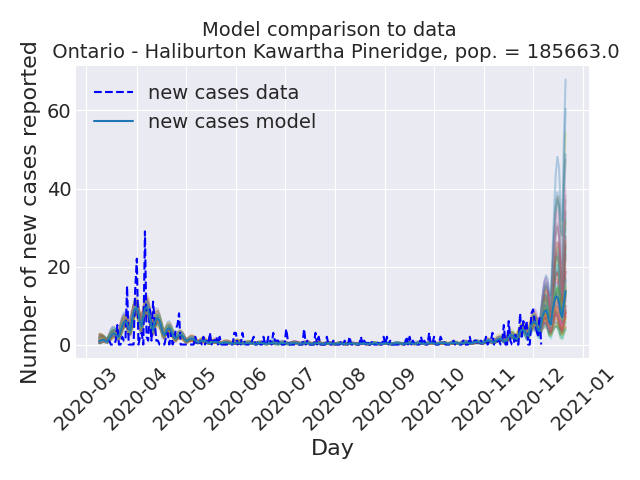 Model comparison to data
Ontario - Haliburton Kawartha Pineridge, pop. = 185663.0
new cases data
new cases model
Number of new cases reported
60
40
20
0
2020-03
2020-04
2020-05
2020-06
2020-07
2020-08
2020-09
2020-10
2020-11
2020-12
2021-01
Day